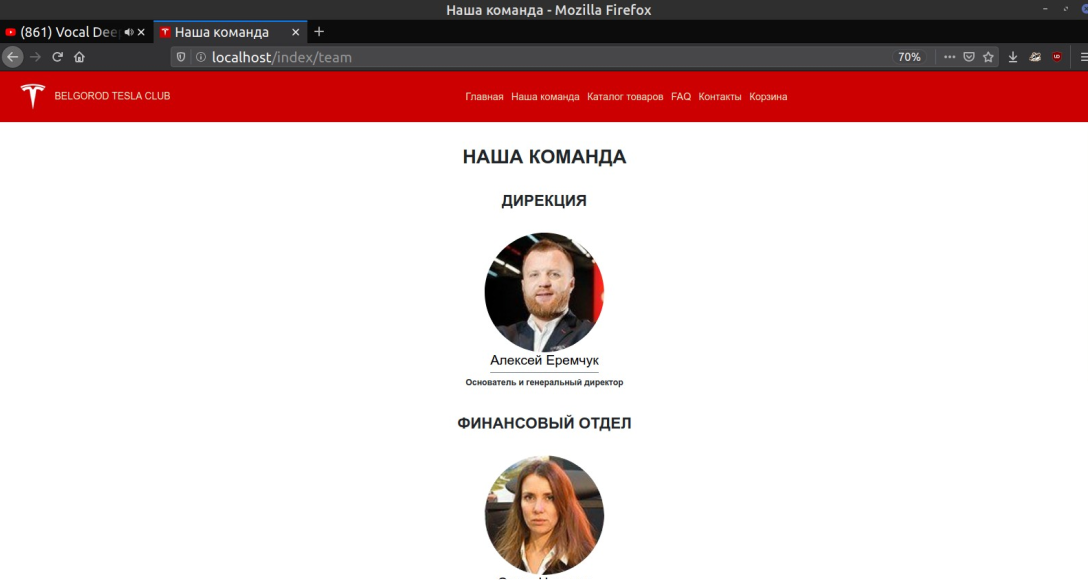 Наша команда - Mozilla Firefox
(861) Vocal Dee
Наша команда
localhost/index/team
70%
BELGOROD TESLA CLUB
Главная Наша команда Каталог товаров FAQ Контакты Корзина
НАША КОМАНДА
ДИРЕКЦИЯ
Алексей Еремчук
Основатель и генеральный директор
ФИНАНСОВЫЙ ОТДЕЛ